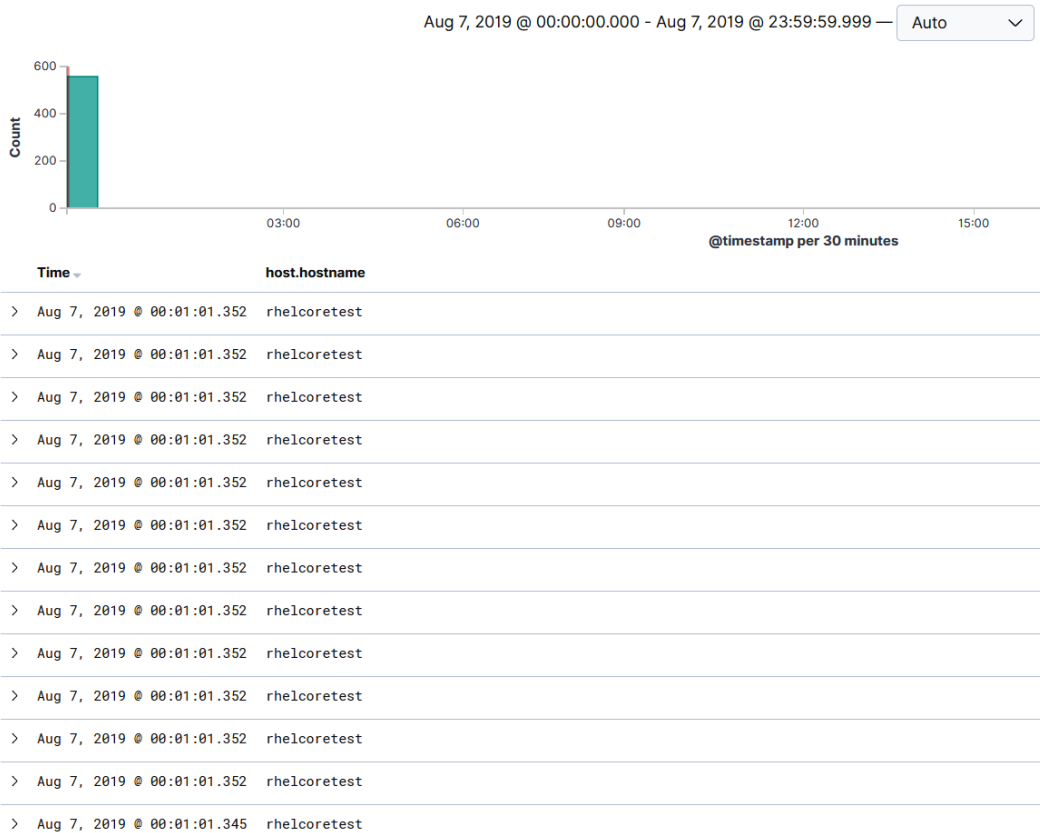 Aug 7, 2019 @ 00:00:00.000 - Aug 7, 2019 @ 23:59:59.999 — Auto
600
400
200
0
Count
03:00 06:00 09:00 12:00 15:00
@timestamp per 30 minutes
Time host.hostname
Aug 7, 2019 @ 00:01:01.352 rhelcoretest
Aug 7, 2019 @ 00:01:01.352 rhelcoretest
Aug 7, 2019 @ 00:01:01.352 rhelcoretest
Aug 7, 2019 @ 00:01:01.352 rhelcoretest
Aug 7, 2019 @ 00:01:01.352 rhelcoretest
Aug 7, 2019 @ 00:01:01.352 rhelcoretest
Aug 7, 2019 @ 00:01:01.352 rhelcoretest
Aug 7, 2019 @ 00:01:01.352 rhelcoretest
Aug 7, 2019 @ 00:01:01.352 rhelcoretest
Aug 7, 2019 @ 00:01:01.352 rhelcoretest
Aug 7, 2019 @ 00:01:01.352 rhelcoretest
Aug 7, 2019 @ 00:01:01.352 rhelcoretest
Aug 7, 2019 @ 00:01:01.345 rhelcoretest